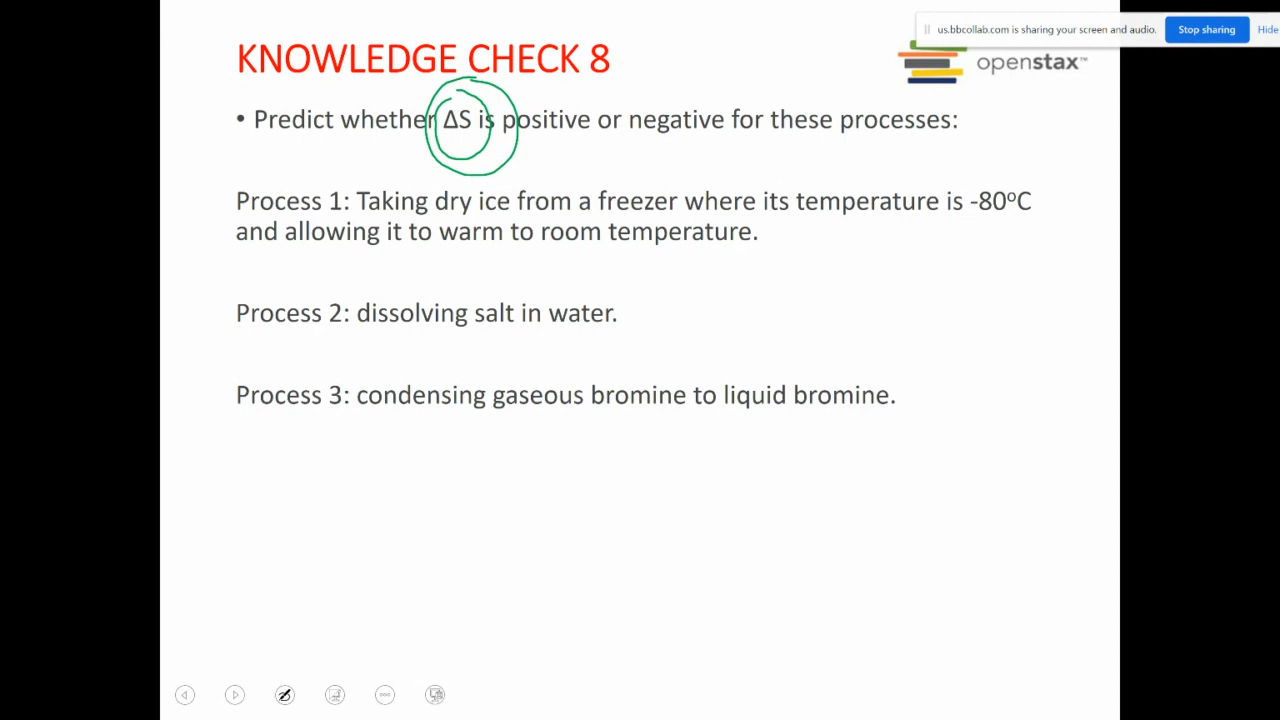 us.bbcollab.com is sharing your screen and audio. Stop sharing Hide
KNOWLEDGE CHECK 8
openstax™
• Predict whether ΔS is positive or negative for these processes:
Process 1: Taking dry ice from a freezer where its temperature is -80ºC
and allowing it to warm to room temperature.
Process 2: dissolving salt in water.
Process 3: condensing gaseous bromine to liquid bromine.